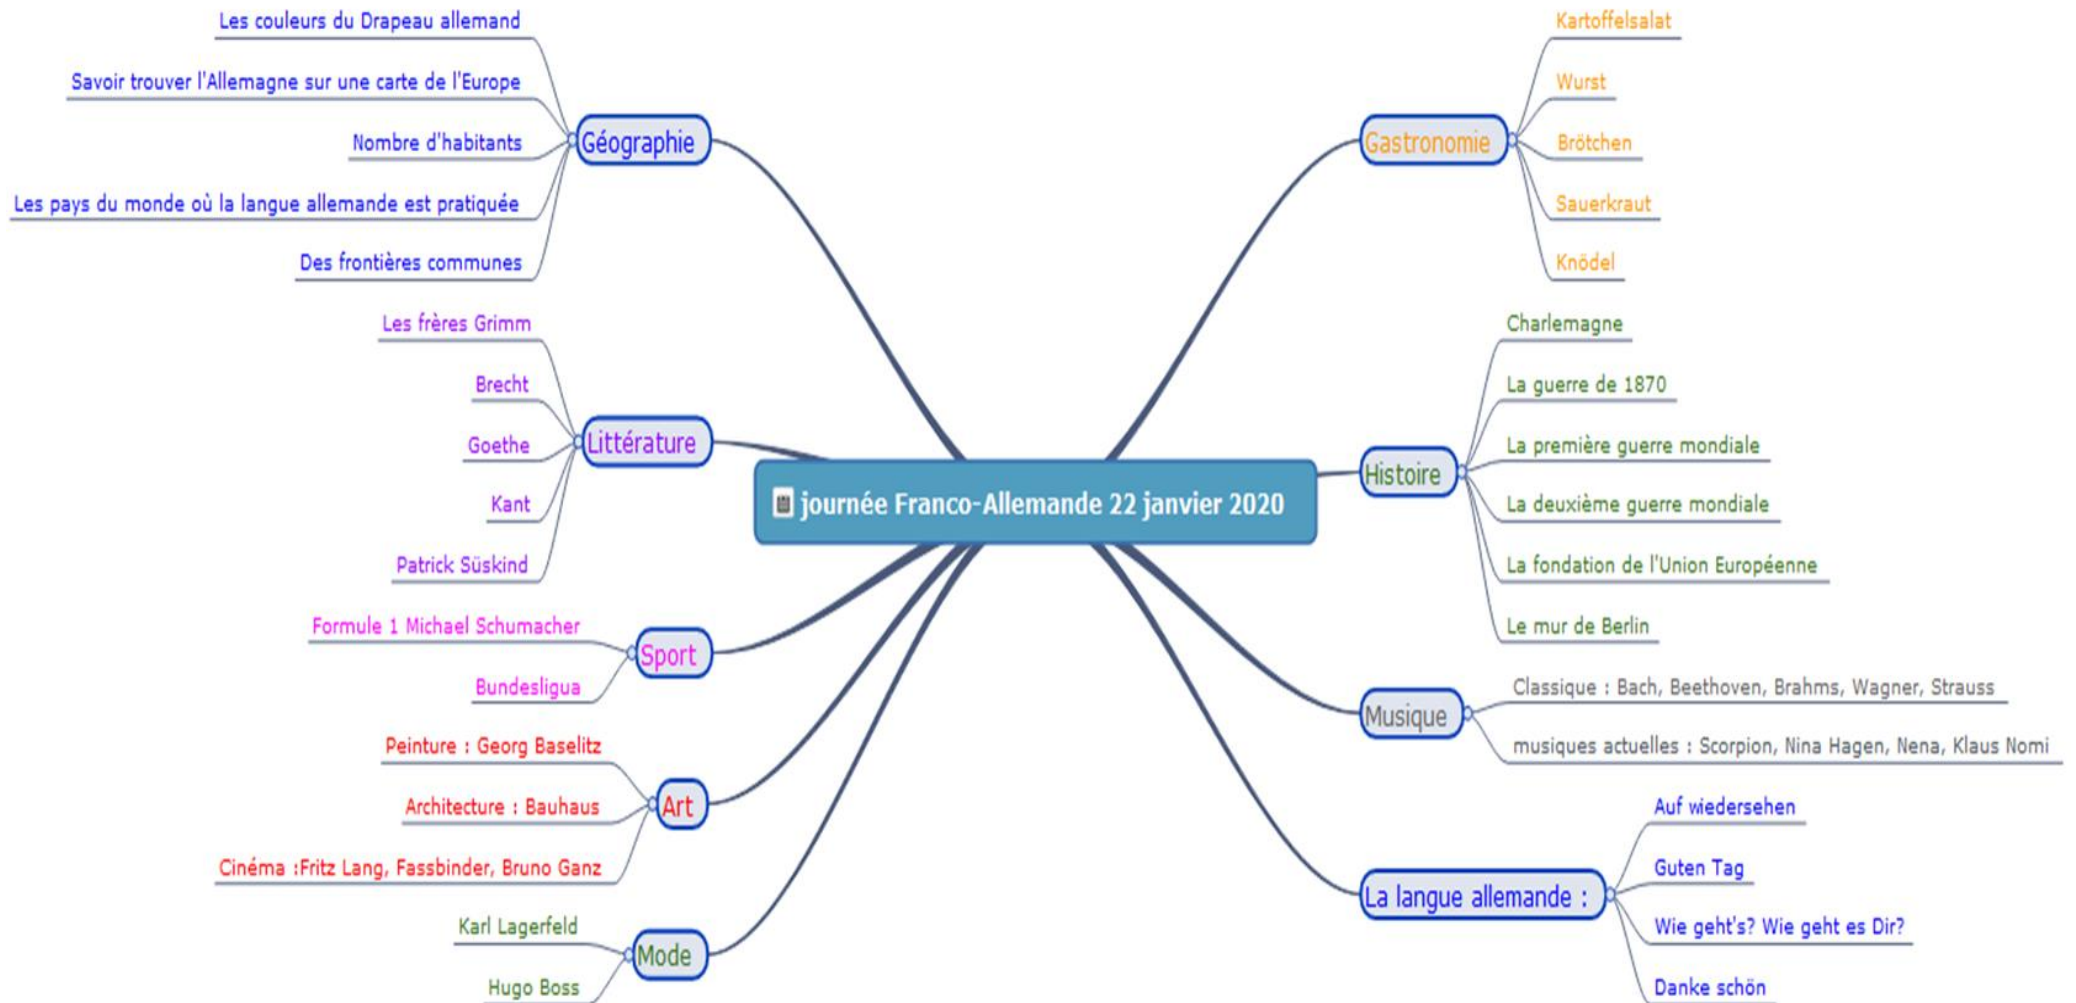 journée Franco-Allemande 22 janvier 2020
Géographie
Les couleurs du Drapeau allemand
Savoir trouver l'Allemagne sur une carte de l'Europe
Nombre d'habitants
Les pays du monde où la langue allemande est pratiquée
Des frontières communes
Littérature
Les frères Grimm
Brecht
Goethe
Kant
Patrick Süskind
Sport
Formule 1 Michael Schumacher
Bundesligua
Art
Peinture : Georg Baselitz
Architecture : Bauhaus
Cinéma :Fritz Lang, Fassbinder, Bruno Ganz
Mode
Karl Lagerfeld
Hugo Boss
Gastronomie
Kartoffelsalat
Wurst
Brötchen
Sauerkraut
Knödel
Histoire
Charlemagne
La guerre de 1870
La première guerre mondiale
La deuxième guerre mondiale
La fondation de l'Union Européenne
Le mur de Berlin
Musique
Classique : Bach, Beethoven, Brahms, Wagner, Strauss
musiques actuelles : Scorpion, Nina Hagen, Nena, Klaus Nomi
La langue allemande :
Auf wiedersehen
Guten Tag
Wie geht's? Wie geht es Dir?
Danke schön